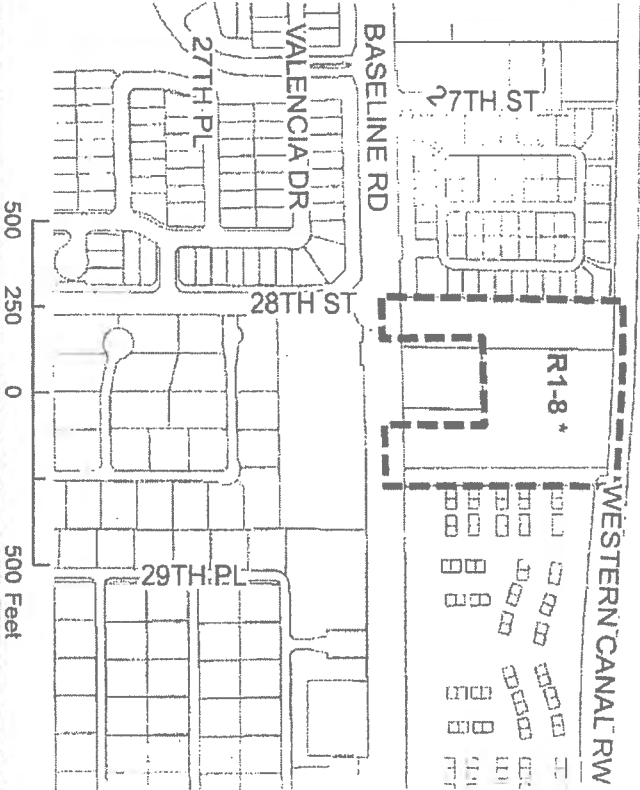 BASELINE RD
VALENCIA DR
27TH PL
27TH ST
28TH ST
R1-8 *
WESTERN CANAL RW
29TH PL
500 250 0 500 Feet